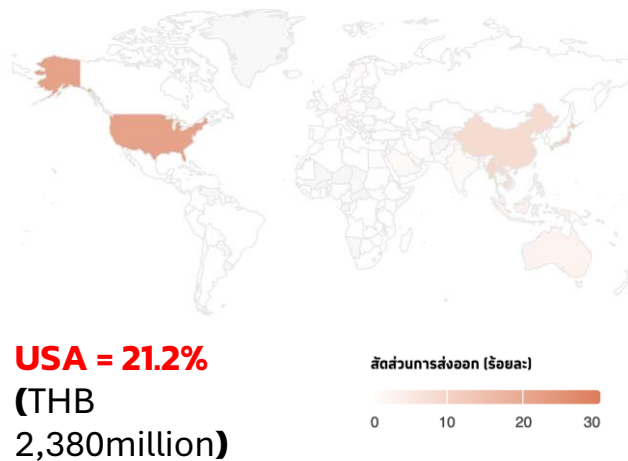 USA = 21.2%
(THB
2,380million)
สัดส่วนการส่งออก (ร้อยละ)
0 10 20 30